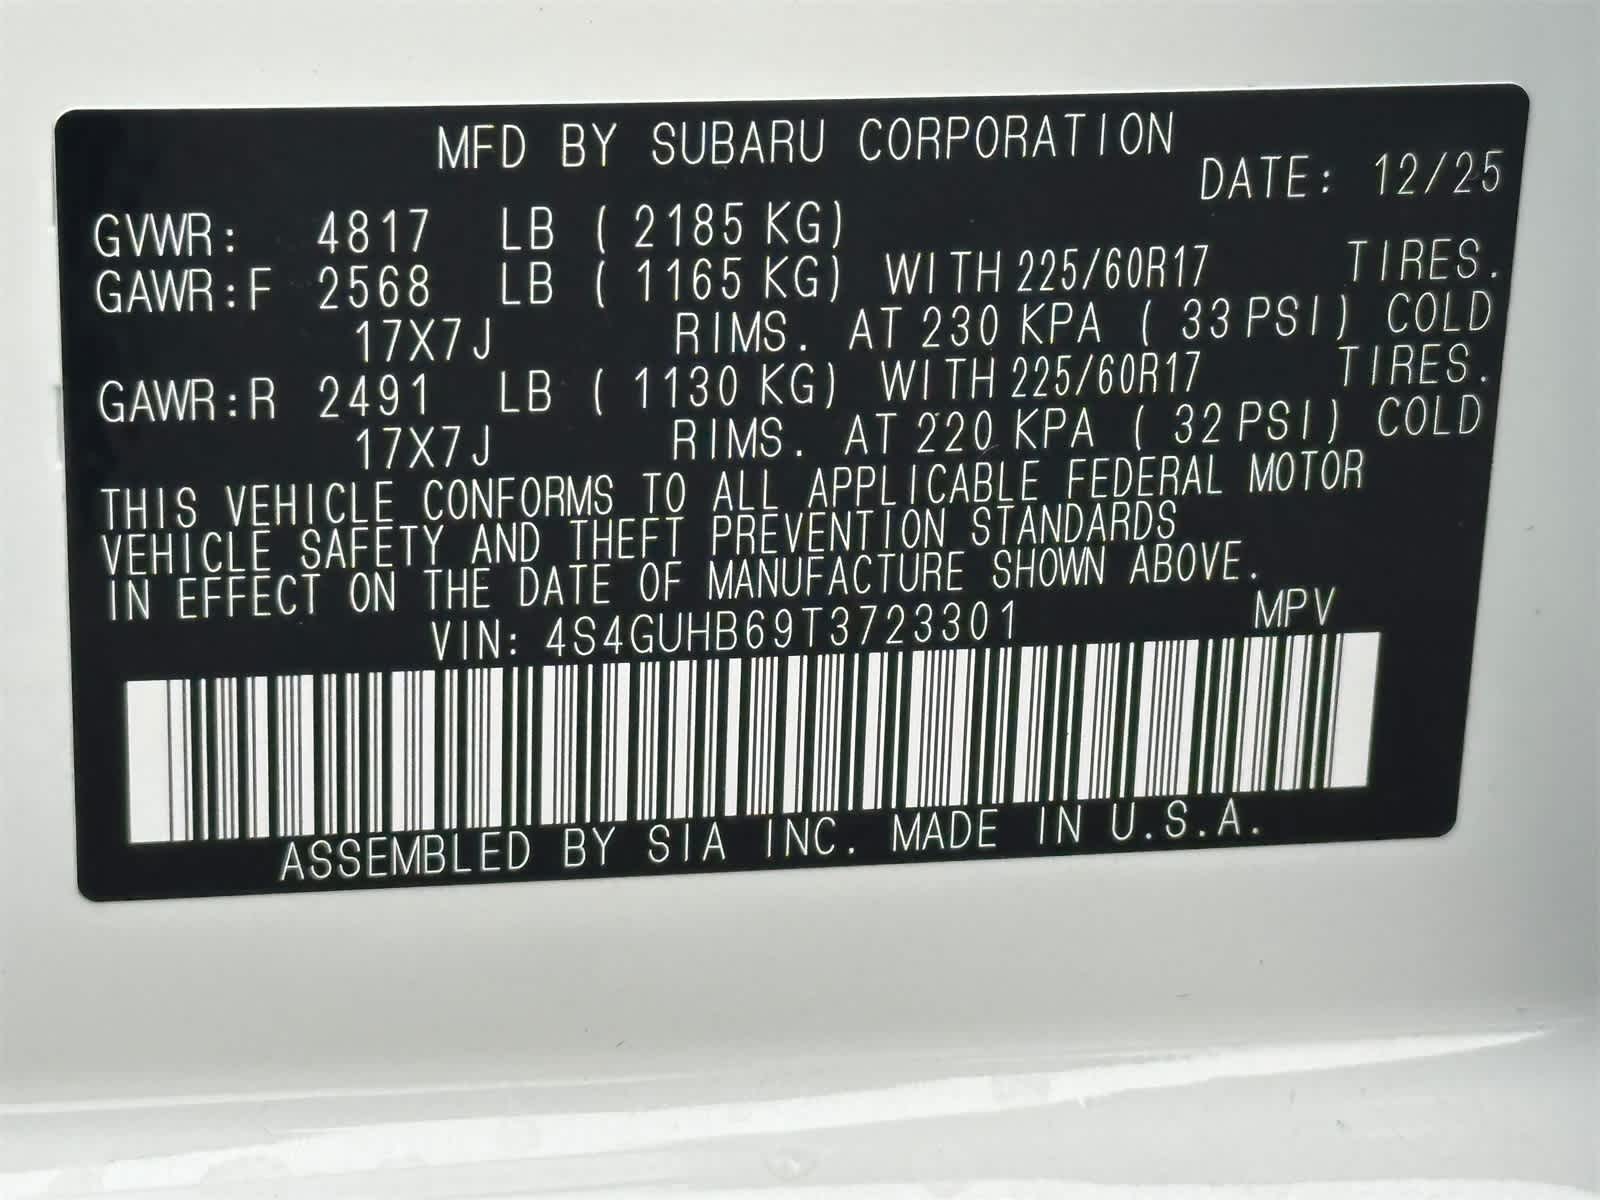 MFD BY SUBARU CORPORATION
DATE: 12/25
GVWR: 4817 LB ( 2185 KG)
GAWR:F 2568 LB ( 1165 KG) WITH 225/60R17 TIRES.
17X7J RIMS. AT 230 KPA ( 33 PSI) COLD
GAWR:R 2491 LB ( 1130 KG) WITH 225/60R17 TIRES.
17X7J RIMS. AT 220 KPA ( 32 PSI) COLD
THIS VEHICLE CONFORMS TO ALL APPLICABLE FEDERAL MOTOR
VEHICLE SAFETY AND THEFT PREVENTION STANDARDS
IN EFFECT ON THE DATE OF MANUFACTURE SHOWN ABOVE.
VIN: 4S4GUHB69T3723301 MPV
ASSEMBLED BY SIA INC. MADE IN U.S.A.